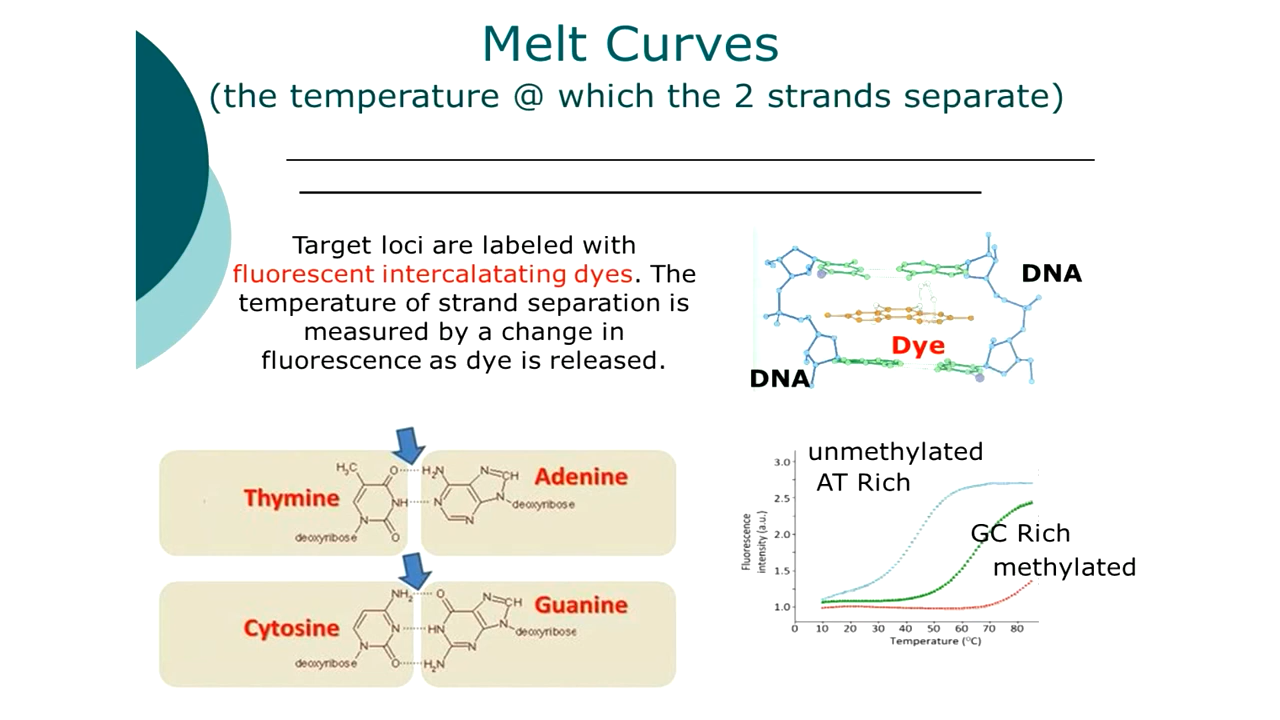 Melt Curves
(the temperature @ which the 2 strands separate)
Target loci are labeled with
fluorescent intercalatating dyes. The
temperature of strand separation is
measured by a change in
fluorescence as dye is released.
DNA
Dye
DNA
H₃C
O
H₂N
N
CH
Adenine
Thymine
NH
N
N
deoxyribose
N
N
deoxyribose
O
NH₂
O
N
CH
Guanine
Cytosine
N
HN
N
deoxyribose
N
N
deoxyribose
O
H₂N
unmethylated
AT Rich
GC Rich
methylated
Fluorescence
intensity (a.u.)
3.0
2.5
2.0
1.5
1.0
0 10 20 30 40 50 60 70 80
Temperature (°C)